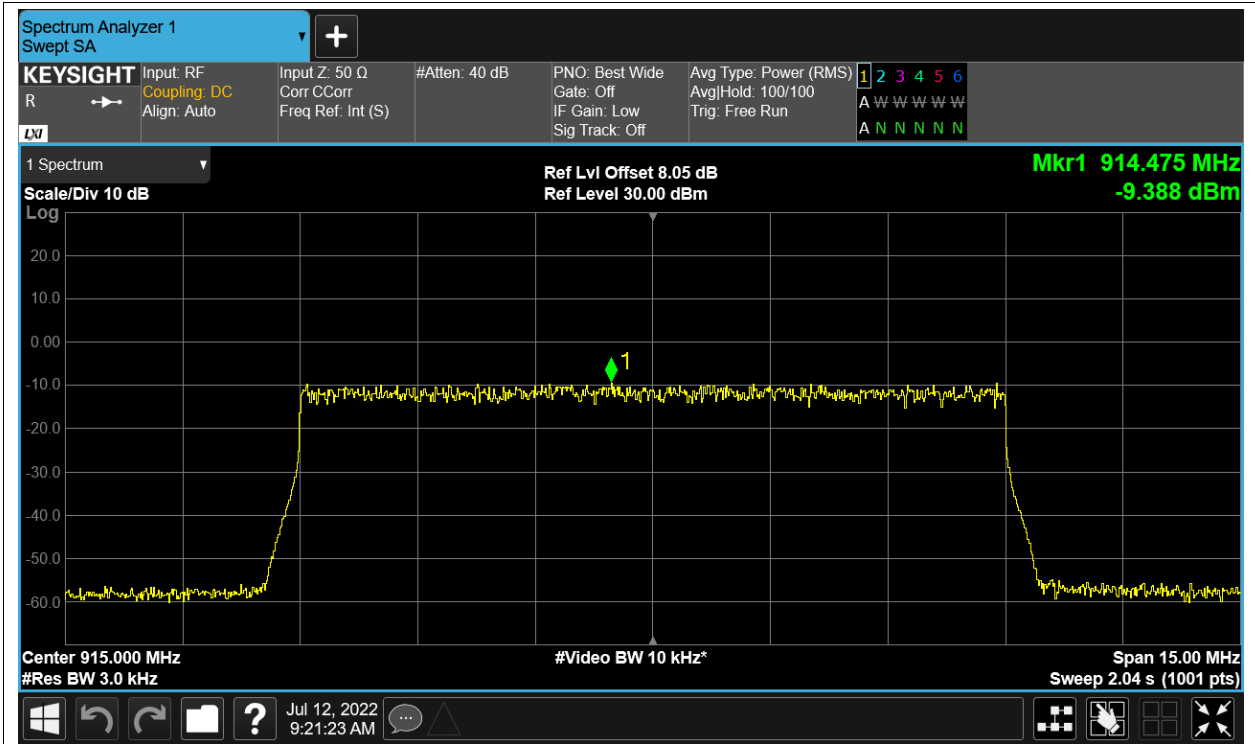 Spectrum Analyzer 1
Swept SA
KEYSIGHT
R
LXI
Input: RF
Coupling: DC
Align: Auto
Input Z: 50 Ω
Corr CCorr
Freq Ref: Int (S)
#Atten: 40 dB
PNO: Best Wide
Gate: Off
IF Gain: Low
Sig Track: Off
Avg Type: Power (RMS)
Avg|Hold: 100/100
Trig: Free Run
1 2 3 4 5 6
A W W W W W
A N N N N N
1 Spectrum
Scale/Div 10 dB
Log
Ref Lvl Offset 8.05 dB
Ref Level 30.00 dBm
Mkr1 914.475 MHz
-9.388 dBm
20.0
10.0
0.00
1
-10.0
-20.0
-30.0
-40.0
-50.0
-60.0
Center 915.000 MHz
#Video BW 10 kHz*
Span 15.00 MHz
#Res BW 3.0 kHz
Sweep 2.04 s (1001 pts)
?
Jul 12, 2022
9:21:23 AM